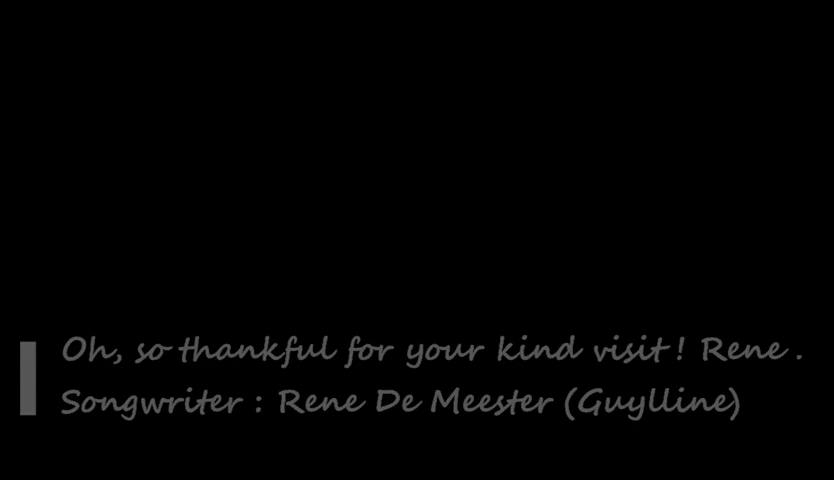 Oh, so thankful for your kind visit ! Rene .
Songwriter : Rene De Meester (Guylline)